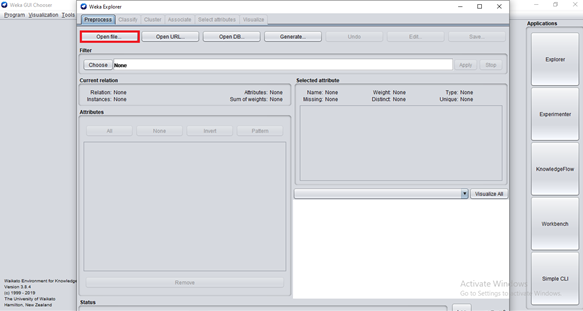 Weka GUI Chooser
Program Visualization Tools
Weka Explorer
Preprocess Classify Cluster Associate Select attributes Visualize
Open file... Open URL... Open DB... Generate... Undo Edit... Save...
Filter
Choose None Apply Stop
Current relation
Relation: None Attributes: None
Instances: None Sum of weights: None
Selected attribute
Name: None Weight: None Type: None
Missing: None Distinct: None Unique: None
Attributes
All None Invert Pattern
Visualize All
Remove
Status
Applications
Explorer
Experimenter
KnowledgeFlow
Workbench
Simple CLI
Waikato Environment for Knowledge
Version 3.8.4
(c) 1999 - 2019
The University of Waikato
Hamilton, New Zealand
Activate Windows
Go to Settings to activate Windows.